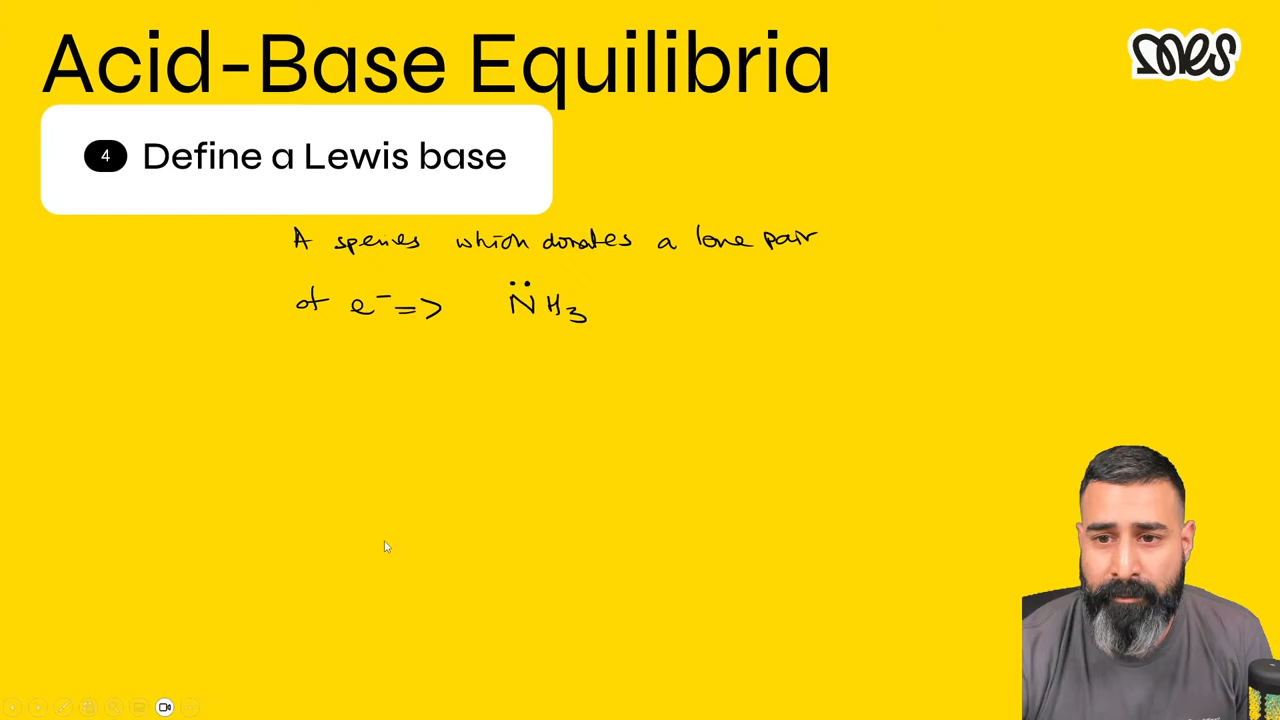 Acid-Base Equilibria
4 Define a Lewis base
A species which donates a lone pair
of e⁻ => N̈H₃